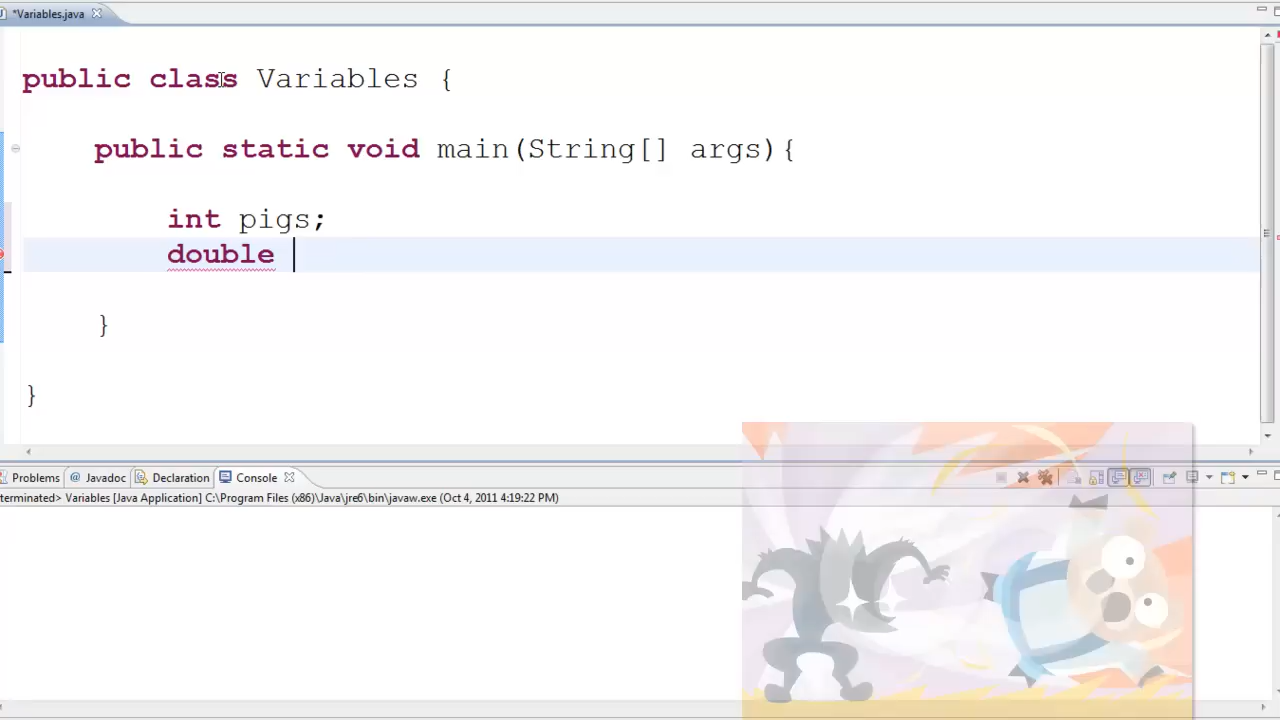 *Variables.java
public class Variables {
public static void main(String[] args){
int pigs;
double
}
}
Problems @ Javadoc Declaration Console
terminated> Variables [Java Application] C:\Program Files (x86)\Java\jre6\bin\javaw.exe (Oct 4, 2011 4:19:22 PM)